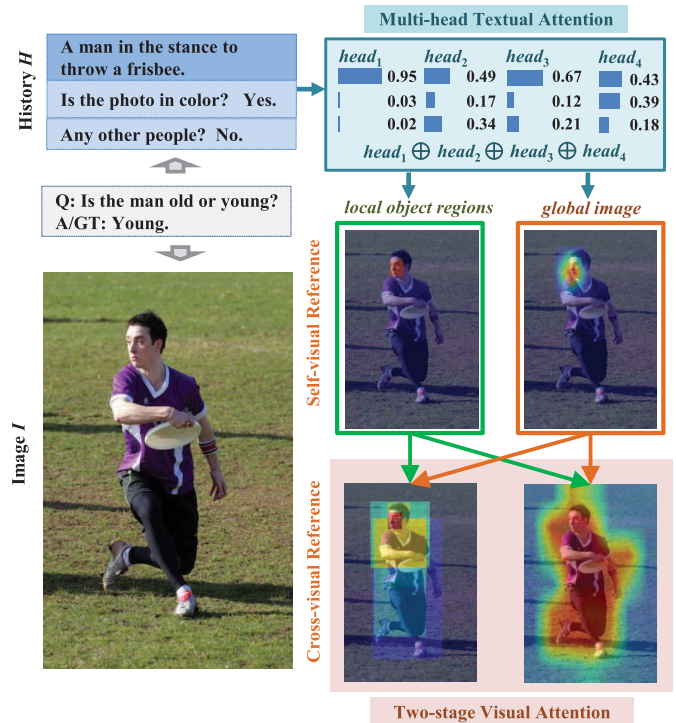 Multi-head Textual Attention
History H
A man in the stance to
throw a frisbee.
Is the photo in color? Yes.
Any other people? No.
head1 head2 head3 head4
0.95 0.49 0.67 0.43
0.03 0.17 0.12 0.39
0.02 0.34 0.21 0.18
head1 ⊕ head2 ⊕ head3 ⊕ head4
Q: Is the man old or young?
A/GT: Young.
local object regions
global image
Self-visual Reference
Image I
Cross-visual Reference
Two-stage Visual Attention